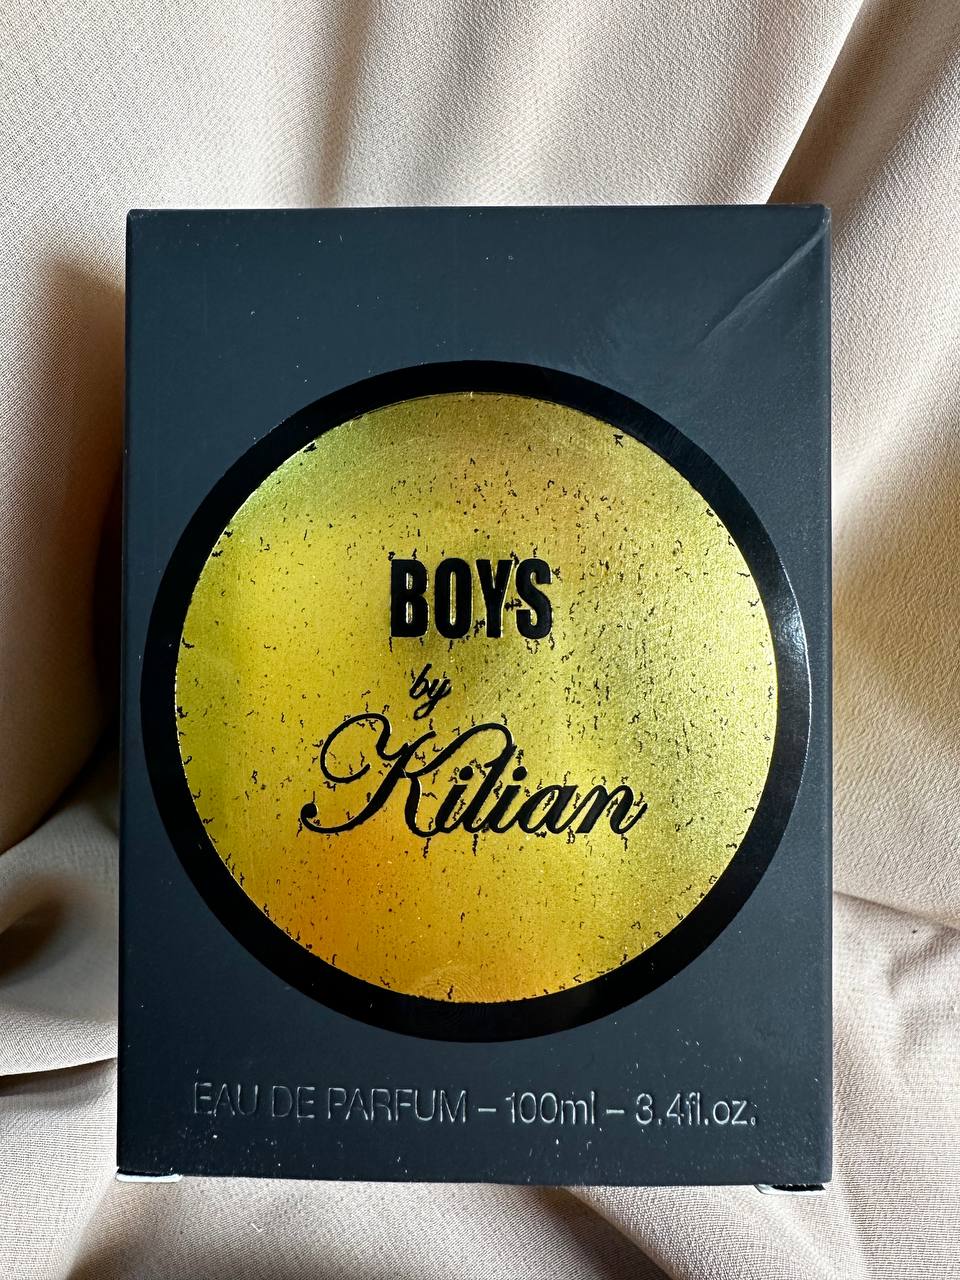 BOYS
by
Kilian
EAU DE PARFUM – 100ml – 3.4fl.oz.